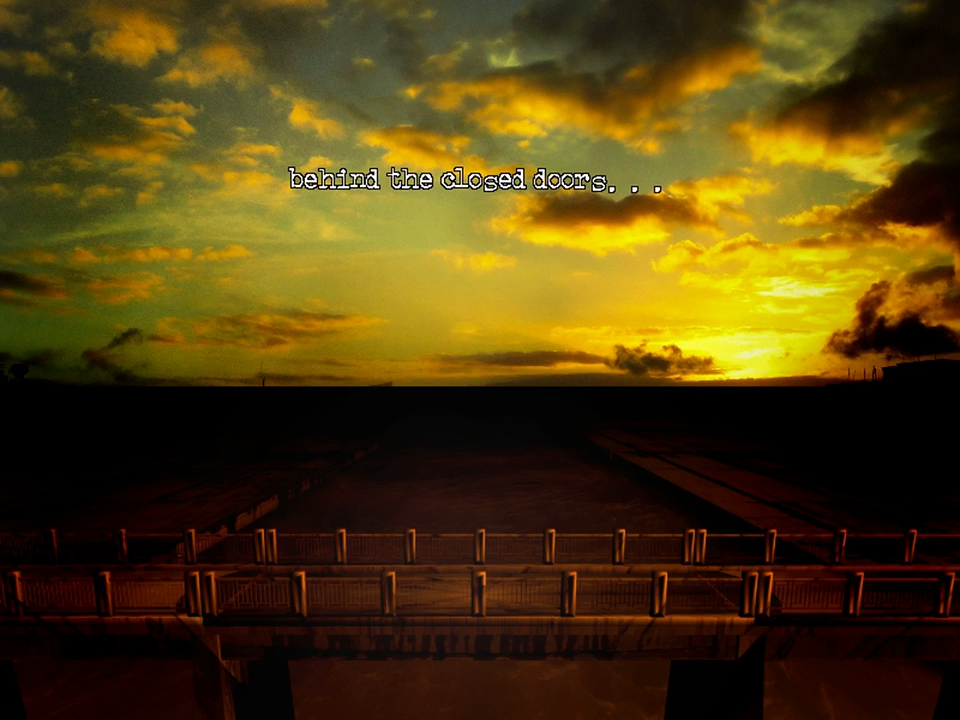 behind the closed doors. . .